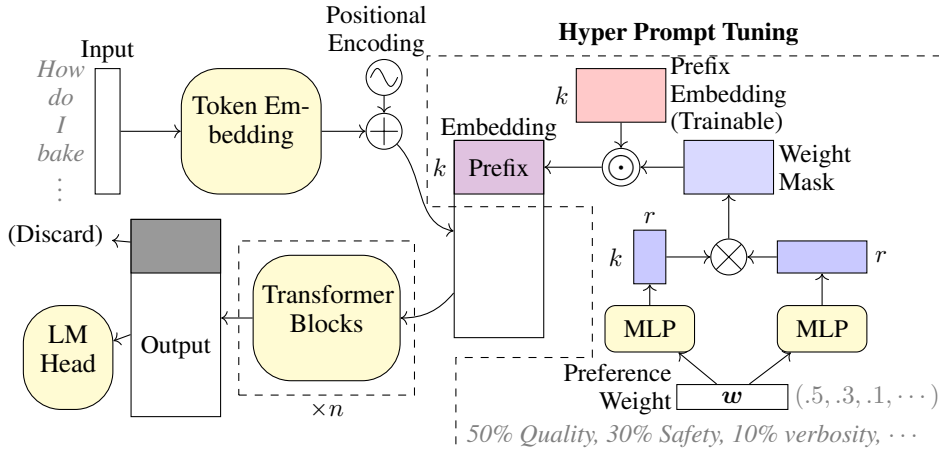 Hyper Prompt Tuning
Positional
Encoding
Input
How
do
I
bake
...
Token Em-
bedding
Embedding
k
Prefix
k
Prefix
Embedding
(Trainable)
Weight
Mask
r
k
r
MLP
MLP
Preference
Weight
w
(.5, .3, .1, ···)
50% Quality, 30% Safety, 10% verbosity, ···
(Discard)
Output
LM
Head
Transformer
Blocks
×n